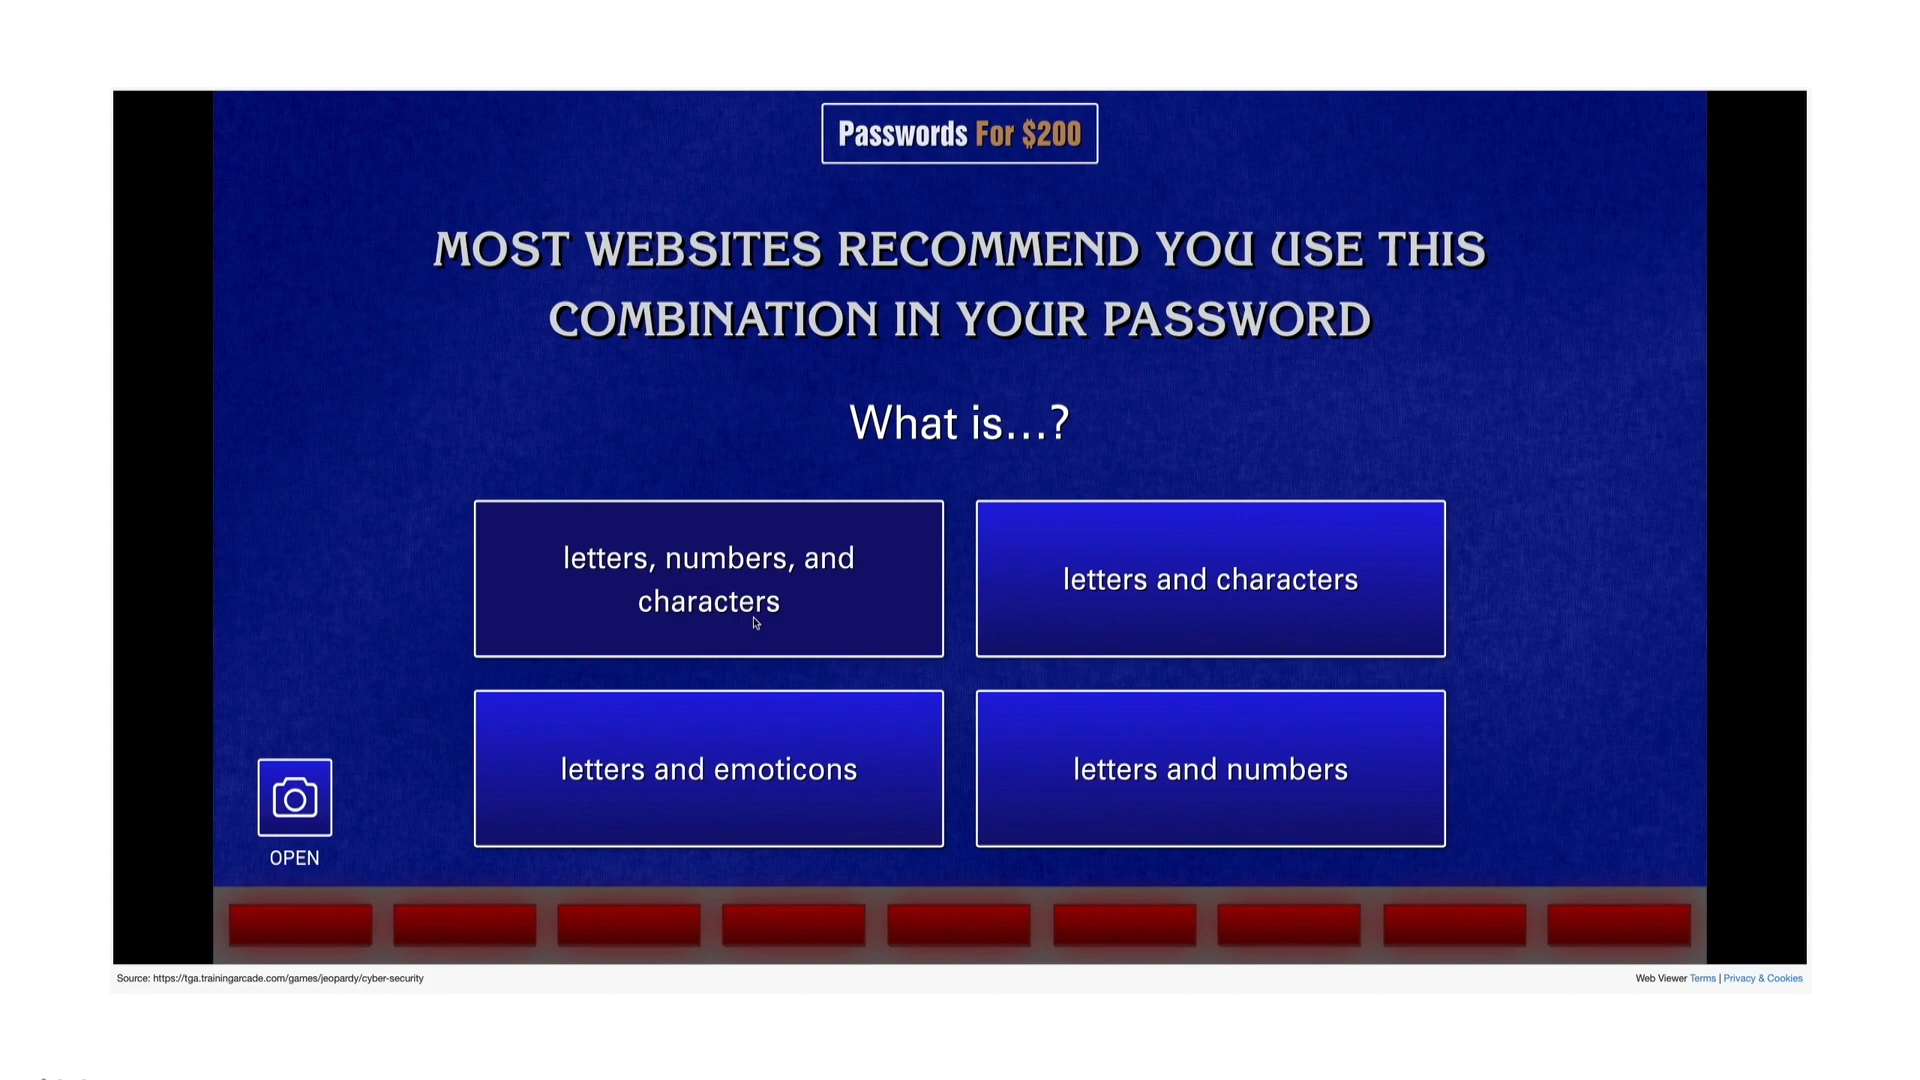 Passwords For $200
MOST WEBSITES RECOMMEND YOU USE THIS
COMBINATION IN YOUR PASSWORD
What is...?
letters, numbers, and
characters
letters and characters
letters and emoticons
letters and numbers
OPEN
Source: https://tga.trainingarcade.com/games/jeopardy/cyber-security
Web Viewer Terms | Privacy & Cookies